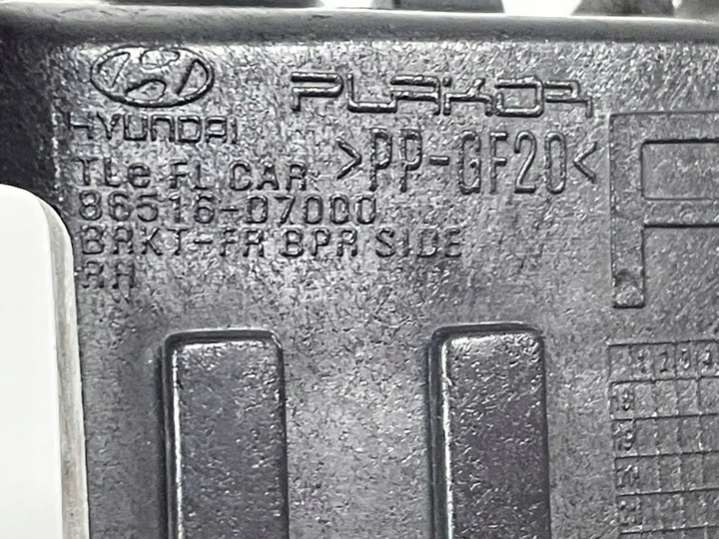 HYUNDAI
PLAKOR
>PP-GF20<
TLe FL CAR
86516-D7000
BRKT-FR BPR SIDE
RH